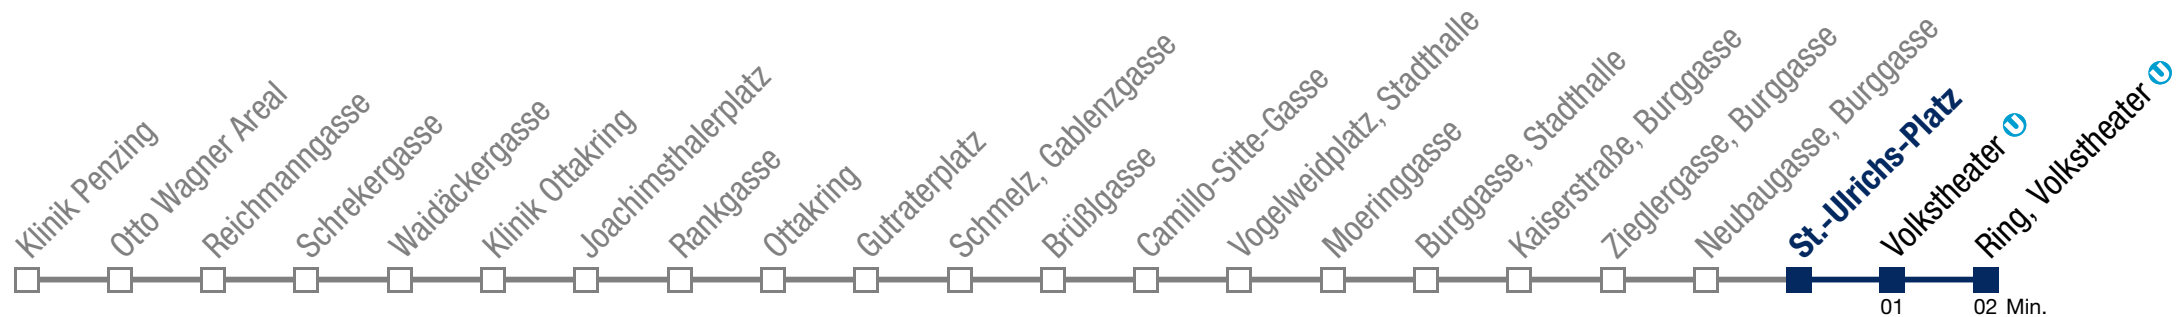 Klinik Penzing
Otto Wagner Areal
Reichmanngasse
Schrekergasse
Waidäckergasse
Klinik Ottakring
Joachimsthalerplatz
Rankgasse
Ottakring
Gutraterplatz
Schmelz, Gablenzgasse
Brüßlgasse
Camillo-Sitte-Gasse
Vogelweidplatz, Stadthalle
Moeringgasse
Burggasse, Stadthalle
Kaiserstraße, Burggasse
Zieglergasse, Burggasse
Neubaugasse, Burggasse
St.-Ulrichs-Platz
Volkstheater U
Ring, Volkstheater U
01
02 Min.